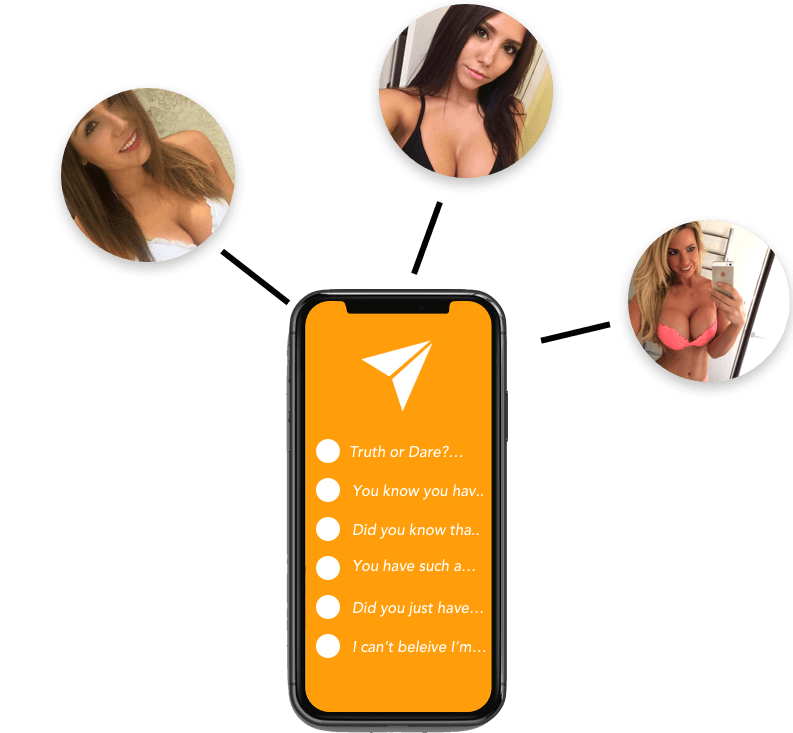 Truth or Dare?...
You know you hav..
Did you know tha..
You have such a...
Did you just have...
I can't beleive I'm...